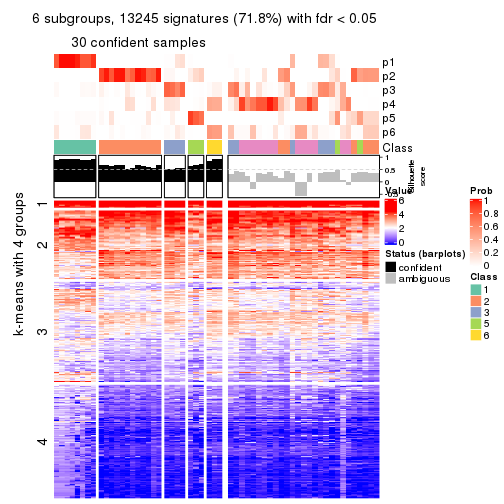 6 subgroups, 13245 signatures (71.8%) with fdr < 0.05
30 confident samples
p1
p2
p3
p4
p5
p6
Class
1
0.5
0
-0.5
Silhouette
score
k-means with 4 groups
1
2
3
4
Value
6
4
2
0
Status (barplots)
confident
ambiguous
Prob
1
0.8
0.6
0.4
0.2
0
Class
1
2
3
5
6